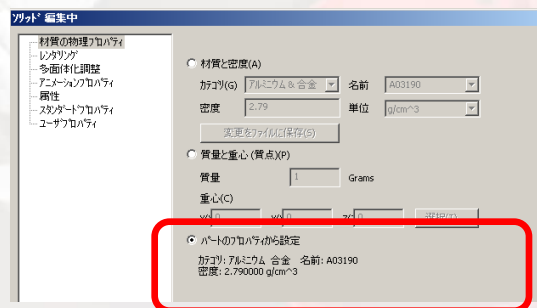 ソリッド 編集中
材質の物理プロパティ
レンダリング
多面体化調整
アニメーションプロパティ
属性
スタンダードプロパティ
ユーザプロパティ
材質と密度(A)
カテゴリ(G) アルミニウム & 合金 名前 A03190
密度 2.79 単位 g/cm^3
変更をファイルに保存(S)
質量と重心 (質点)(P)
質量 1 Grams
重心(C)
0 0 0
パートのプロパティから設定
カテゴリ: アルミニウム 合金 名前: A03190
密度: 2.790000 g/cm^3